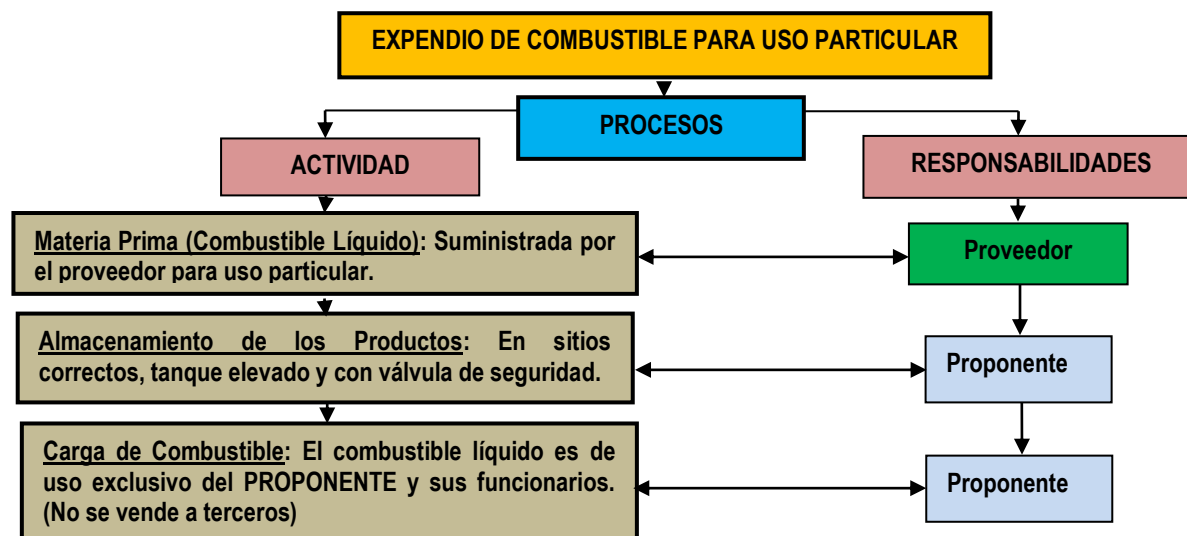 EXPENDIO DE COMBUSTIBLE PARA USO PARTICULAR
PROCESOS
ACTIVIDAD
RESPONSABILIDADES
Materia Prima (Combustible Líquido): Suministrada por
el proveedor para uso particular.
Proveedor
Almacenamiento de los Productos: En sitios
correctos, tanque elevado y con válvula de seguridad.
Proponente
Carga de Combustible: El combustible líquido es de
uso exclusivo del PROPONENTE y sus funcionarios.
(No se vende a terceros)
Proponente